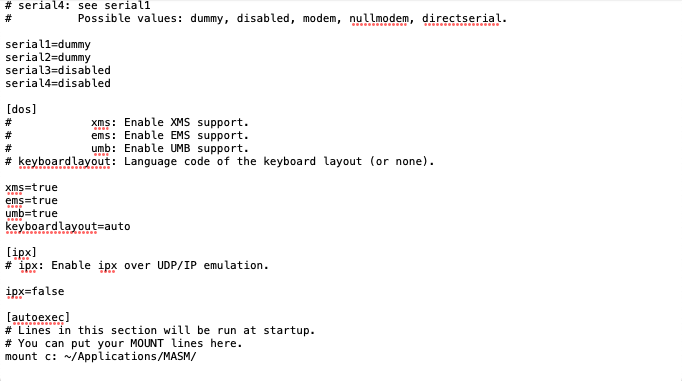 # serial4: see serial1
#          Possible values: dummy, disabled, modem, nullmodem, directserial.
serial1=dummy
serial2=dummy
serial3=disabled
serial4=disabled
[dos]
#            xms: Enable XMS support.
#            ems: Enable EMS support.
#            umb: Enable UMB support.
# keyboardlayout: Language code of the keyboard layout (or none).
xms=true
ems=true
umb=true
keyboardlayout=auto
[ipx]
# ipx: Enable ipx over UDP/IP emulation.
ipx=false
[autoexec]
# Lines in this section will be run at startup.
# You can put your MOUNT lines here.
mount c: ~/Applications/MASM/